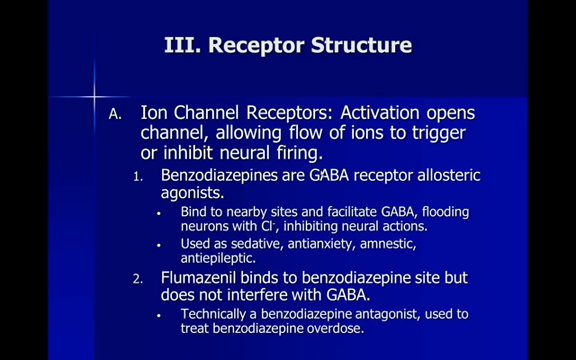 III. Receptor Structure
A. Ion Channel Receptors: Activation opens
channel, allowing flow of ions to trigger
or inhibit neural firing.
1. Benzodiazepines are GABA receptor allosteric
agonists.
• Bind to nearby sites and facilitate GABA, flooding
neurons with Cl⁻, inhibiting neural actions.
• Used as sedative, antianxiety, amnestic,
antiepileptic.
2. Flumazenil binds to benzodiazepine site but
does not interfere with GABA.
• Technically a benzodiazepine antagonist, used to
treat benzodiazepine overdose.